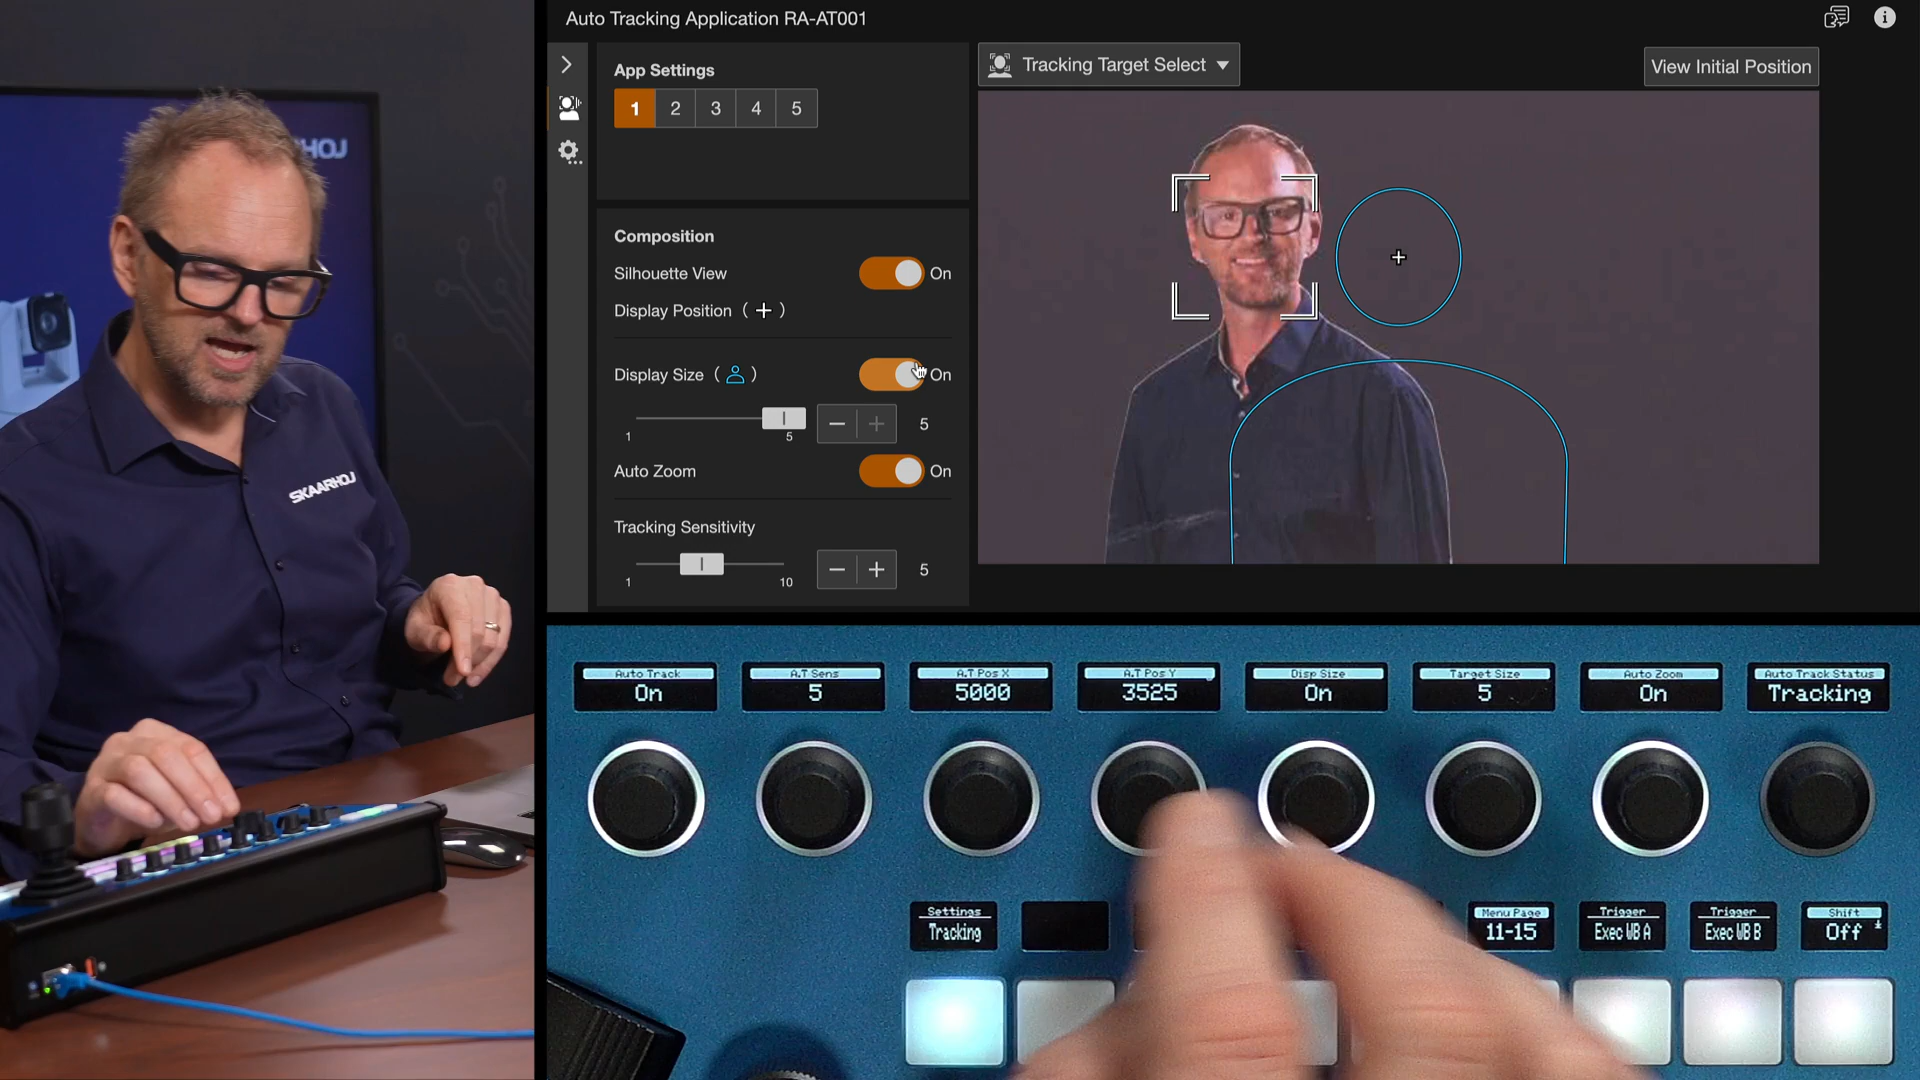 HOJ
SKAARHOJ
Auto Tracking Application RA-AT001
App Settings
1 2 3 4 5
Composition
Silhouette View On
Display Position ( + )
Display Size ( ) On
1 5 − + 5
Auto Zoom On
Tracking Sensitivity
1 10 − + 5
Tracking Target Select
View Initial Position
Auto Track
On
A.T Sens
5
A.T Pos X
5000
A.T Pos Y
3525
Disp Size
On
Target Size
5
Auto Zoom
On
Auto Track Status
Tracking
Settings
Tracking
Menu Page
11-15
Trigger
Exec WB A
Trigger
Exec WB B
Shift
Off